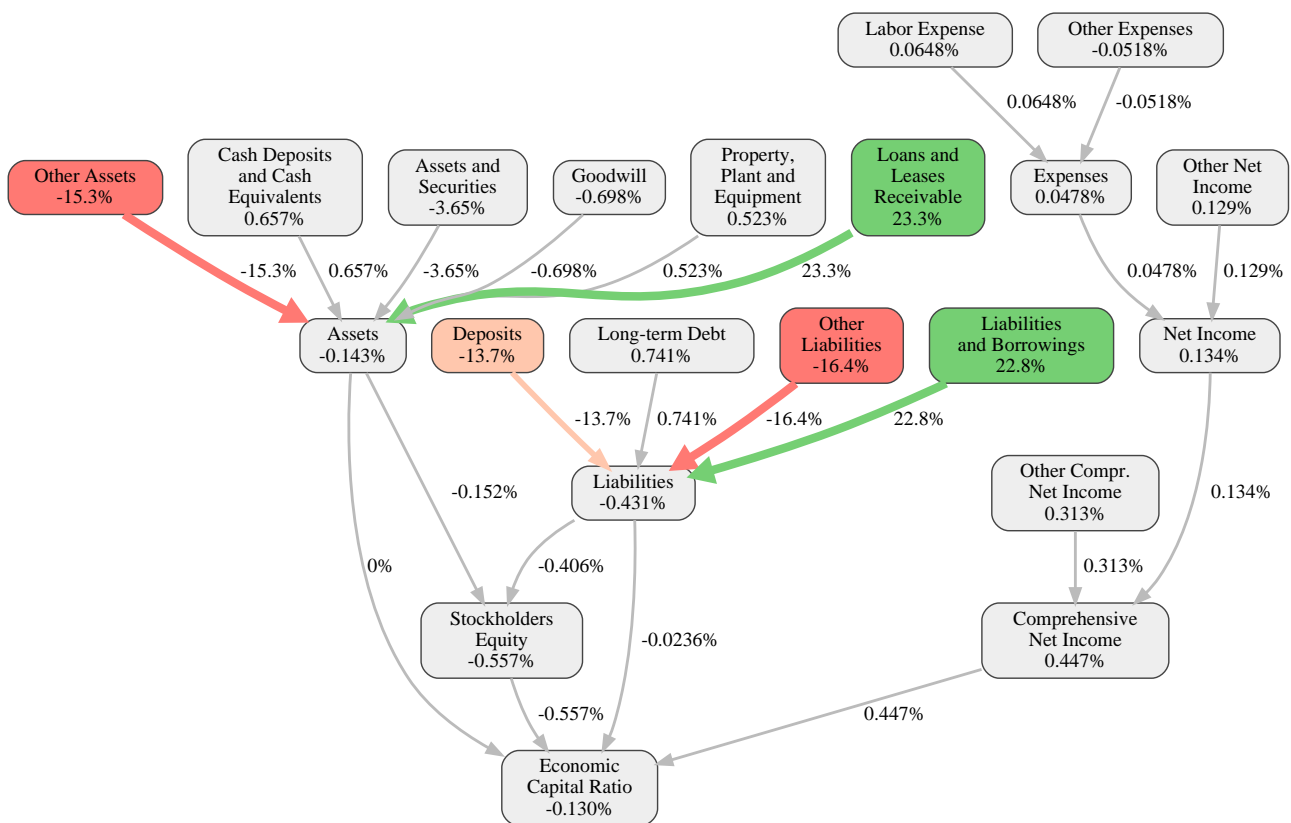 Labor Expense
0.0648%
Other Expenses
-0.0518%
0.0648%
-0.0518%
Other Assets
-15.3%
Cash Deposits
and Cash
Equivalents
0.657%
Assets and
Securities
-3.65%
Goodwill
-0.698%
Property,
Plant and
Equipment
0.523%
Loans and
Leases
Receivable
23.3%
Expenses
0.0478%
Other Net
Income
0.129%
-15.3%
0.657%
-3.65%
-0.698%
0.523%
23.3%
0.0478%
0.129%
Assets
-0.143%
Deposits
-13.7%
Long-term Debt
0.741%
Other
Liabilities
-16.4%
Liabilities
and Borrowings
22.8%
Net Income
0.134%
-13.7%
0.741%
-16.4%
22.8%
Liabilities
-0.431%
Other Compr.
Net Income
0.313%
-0.152%
0.134%
0%
-0.406%
0.313%
Stockholders
Equity
-0.557%
-0.0236%
Comprehensive
Net Income
0.447%
-0.557%
0.447%
Economic
Capital Ratio
-0.130%